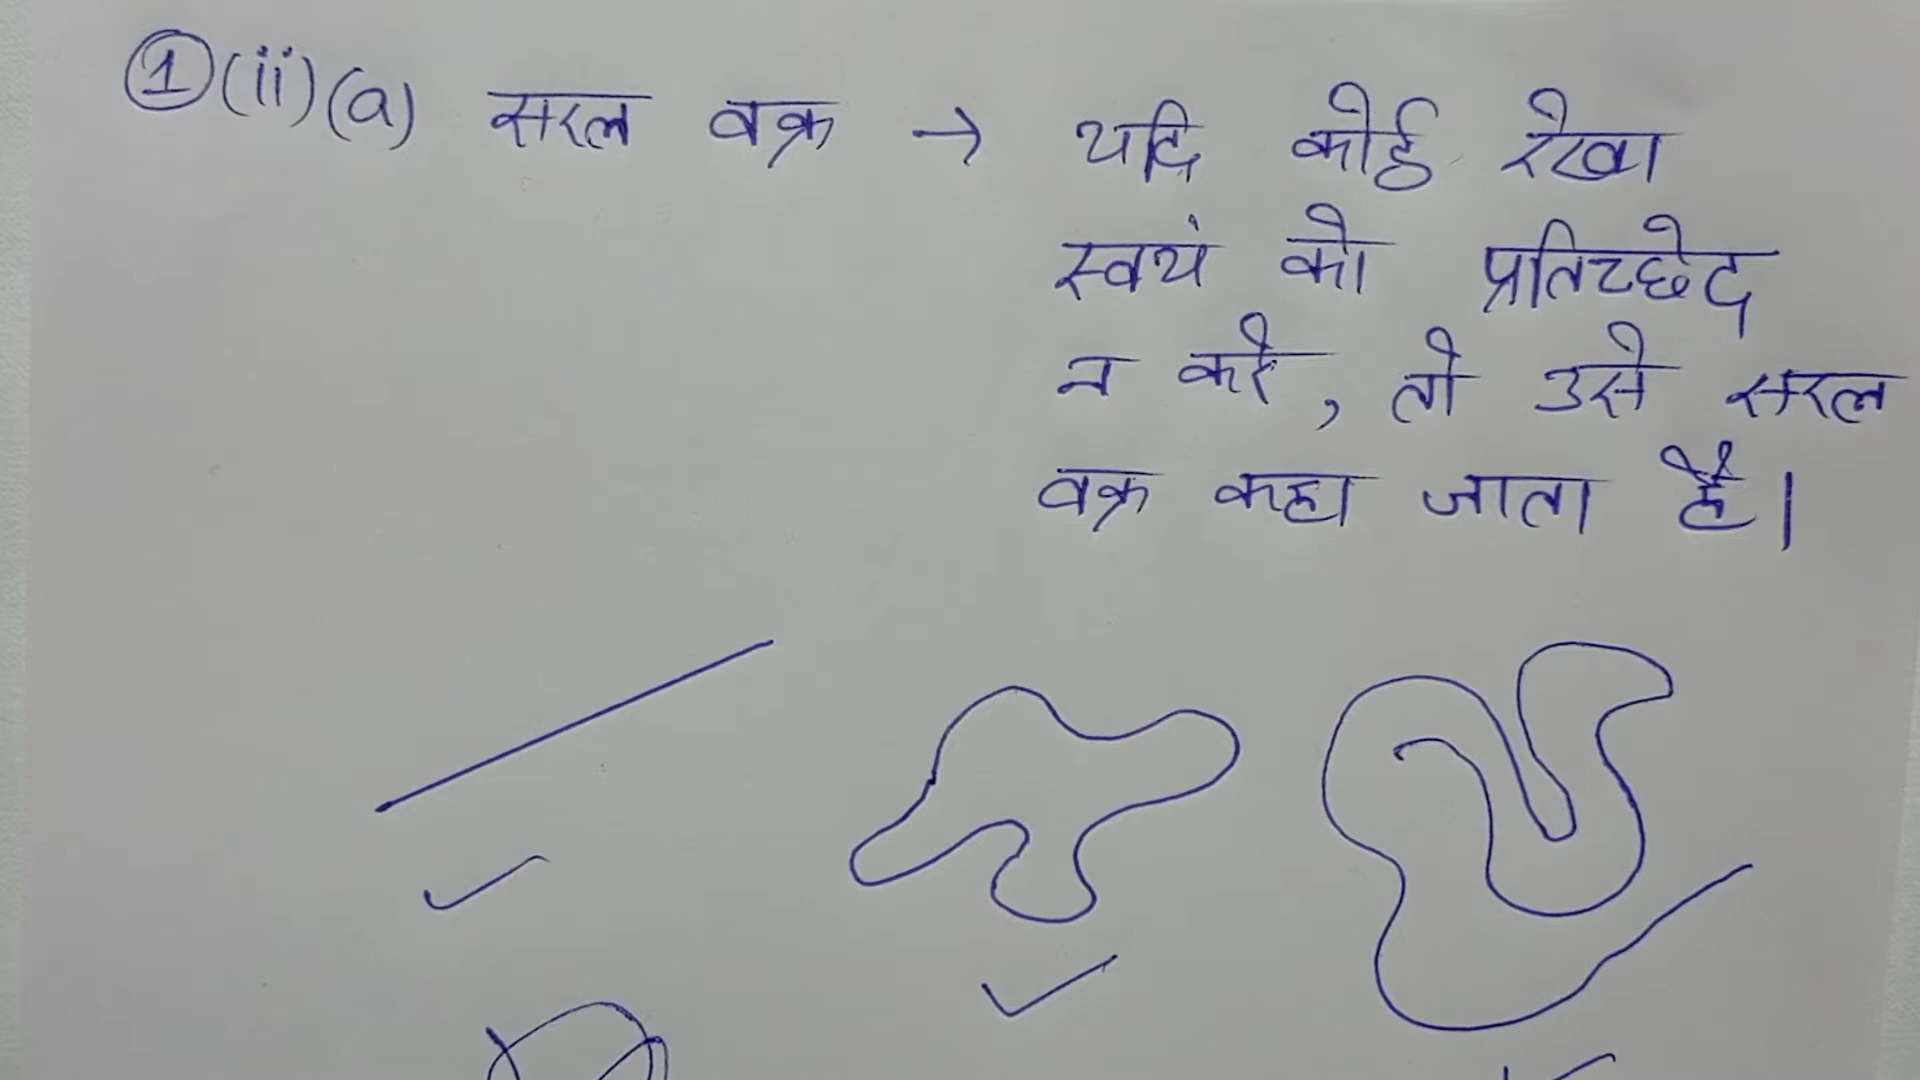 ① (ii) (a) सरल वक्र → यदि कोई रेखा
स्वयं को प्रतिच्छेद
न करे, तो उसे सरल
वक्र कहा जाता है।